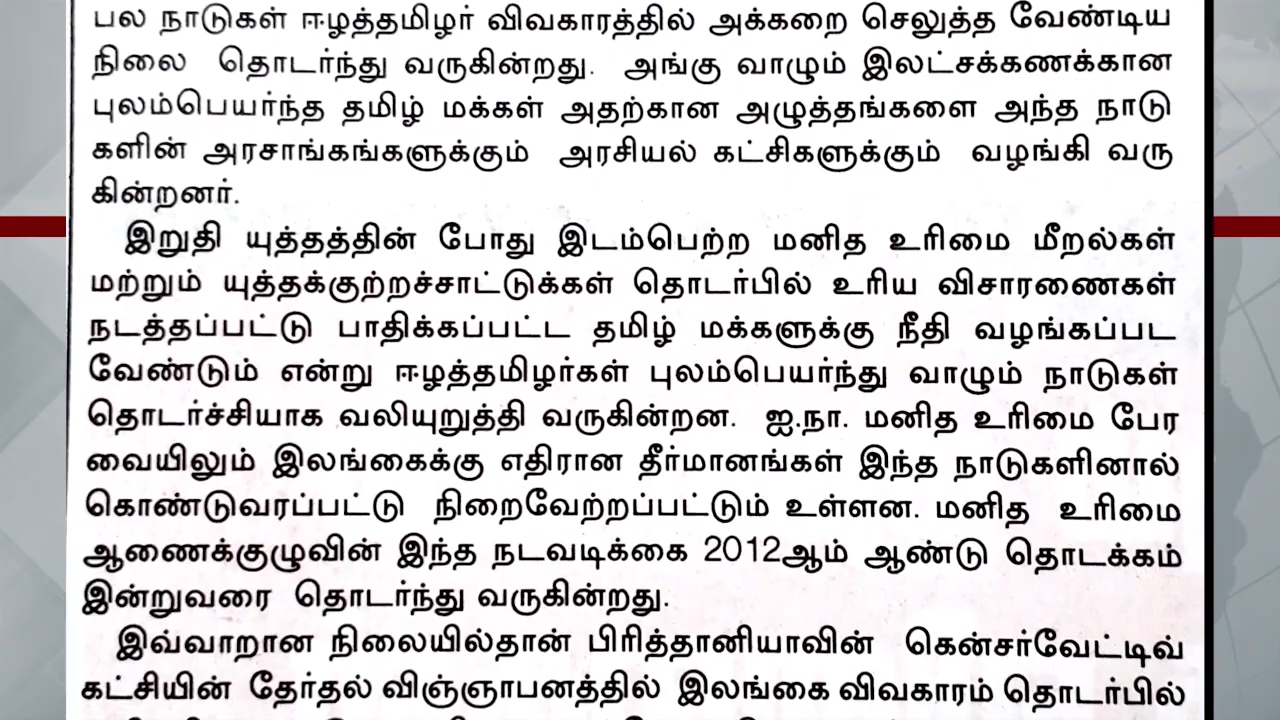 பல நாடுகள் ஈழத்தமிழர் விவகாரத்தில் அக்கறை செலுத்த வேண்டிய
நிலை தொடர்ந்து வருகின்றது. அங்கு வாழும் இலட்சக்கணக்கான
புலம்பெயர்ந்த தமிழ் மக்கள் அதற்கான அழுத்தங்களை அந்த நாடு
களின் அரசாங்கங்களுக்கும் அரசியல் கட்சிகளுக்கும் வழங்கி வரு
கின்றனர்.
இறுதி யுத்தத்தின் போது இடம்பெற்ற மனித உரிமை மீறல்கள்
மற்றும் யுத்தக்குற்றச்சாட்டுக்கள் தொடர்பில் உரிய விசாரணைகள்
நடத்தப்பட்டு பாதிக்கப்பட்ட தமிழ் மக்களுக்கு நீதி வழங்கப்பட
வேண்டும் என்று ஈழத்தமிழர்கள் புலம்பெயர்ந்து வாழும் நாடுகள்
தொடர்ச்சியாக வலியுறுத்தி வருகின்றன. ஐ.நா. மனித உரிமை பேர
வையிலும் இலங்கைக்கு எதிரான தீர்மானங்கள் இந்த நாடுகளினால்
கொண்டுவரப்பட்டு நிறைவேற்றப்பட்டும் உள்ளன. மனித உரிமை
ஆணைக்குழுவின் இந்த நடவடிக்கை 2012ஆம் ஆண்டு தொடக்கம்
இன்றுவரை தொடர்ந்து வருகின்றது.
இவ்வாறான நிலையில்தான் பிரித்தானியாவின் கென்சர்வேட்டிவ்
கட்சியின் தேர்தல் விஞ்ஞாபனத்தில் இலங்கை விவகாரம் தொடர்பில்